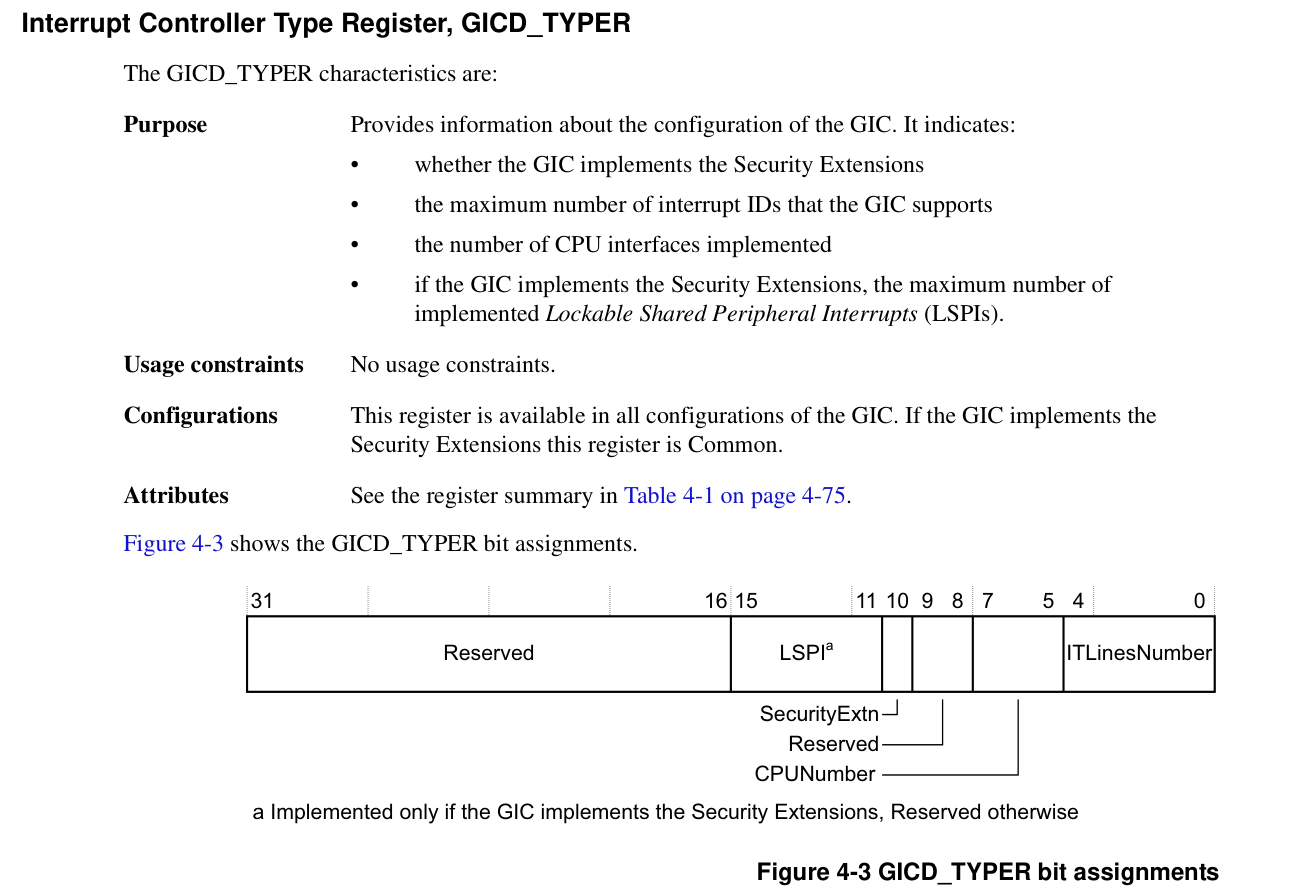 Interrupt Controller Type Register, GICD_TYPER
The GICD_TYPER characteristics are:
Purpose Provides information about the configuration of the GIC. It indicates:
• whether the GIC implements the Security Extensions
• the maximum number of interrupt IDs that the GIC supports
• the number of CPU interfaces implemented
• if the GIC implements the Security Extensions, the maximum number of
implemented Lockable Shared Peripheral Interrupts (LSPIs).
Usage constraints No usage constraints.
Configurations This register is available in all configurations of the GIC. If the GIC implements the
Security Extensions this register is Common.
Attributes See the register summary in Table 4-1 on page 4-75.
Figure 4-3 shows the GICD_TYPER bit assignments.
31 16 15 11 10 9 8 7 5 4 0
Reserved LSPIa ITLinesNumber
SecurityExtn
Reserved
CPUNumber
a Implemented only if the GIC implements the Security Extensions, Reserved otherwise
Figure 4-3 GICD_TYPER bit assignments